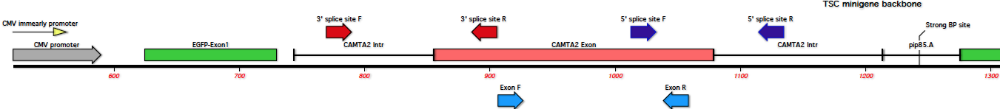 TSC minigene backbone
3' splice site F
3' splice site R
5' splice site F
5' splice site R
CMV immearly promoter
Strong BP site
CMV promoter
EGFP-Exon1
CAMTA2 Intr
CAMTA2 Exon
CAMTA2 Intr
pip85.A
600
700
800
900
1000
1100
1200
1300
Exon F
Exon R